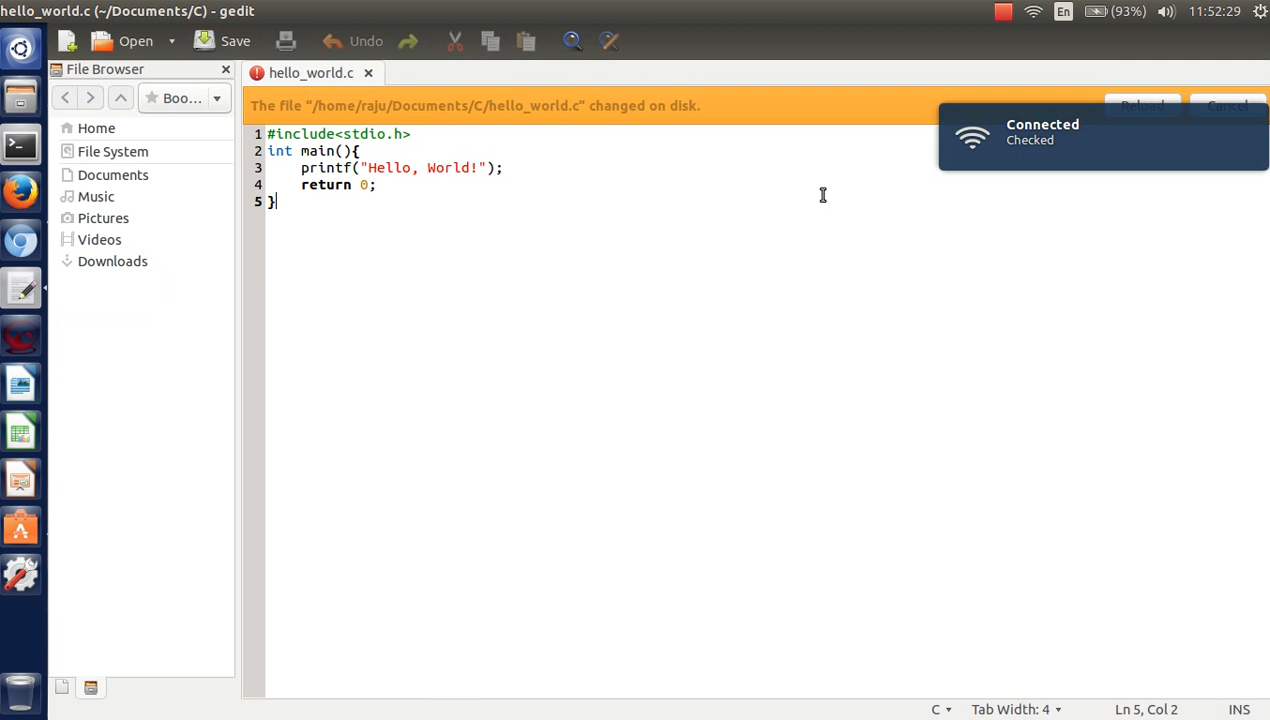 hello_world.c (~/Documents/C) - gedit
En
(93%)
11:52:29
Open
Save
Undo
File Browser
Boo...
Home
File System
Documents
Music
Pictures
Videos
Downloads
hello_world.c
The file "/home/raju/Documents/C/hello_world.c" changed on disk.
Reload
Cancel
Connected
Checked
1 #include<stdio.h>
2 int main(){
3     printf("Hello, World!");
4     return 0;
5 }
C
Tab Width: 4
Ln 5, Col 2
INS